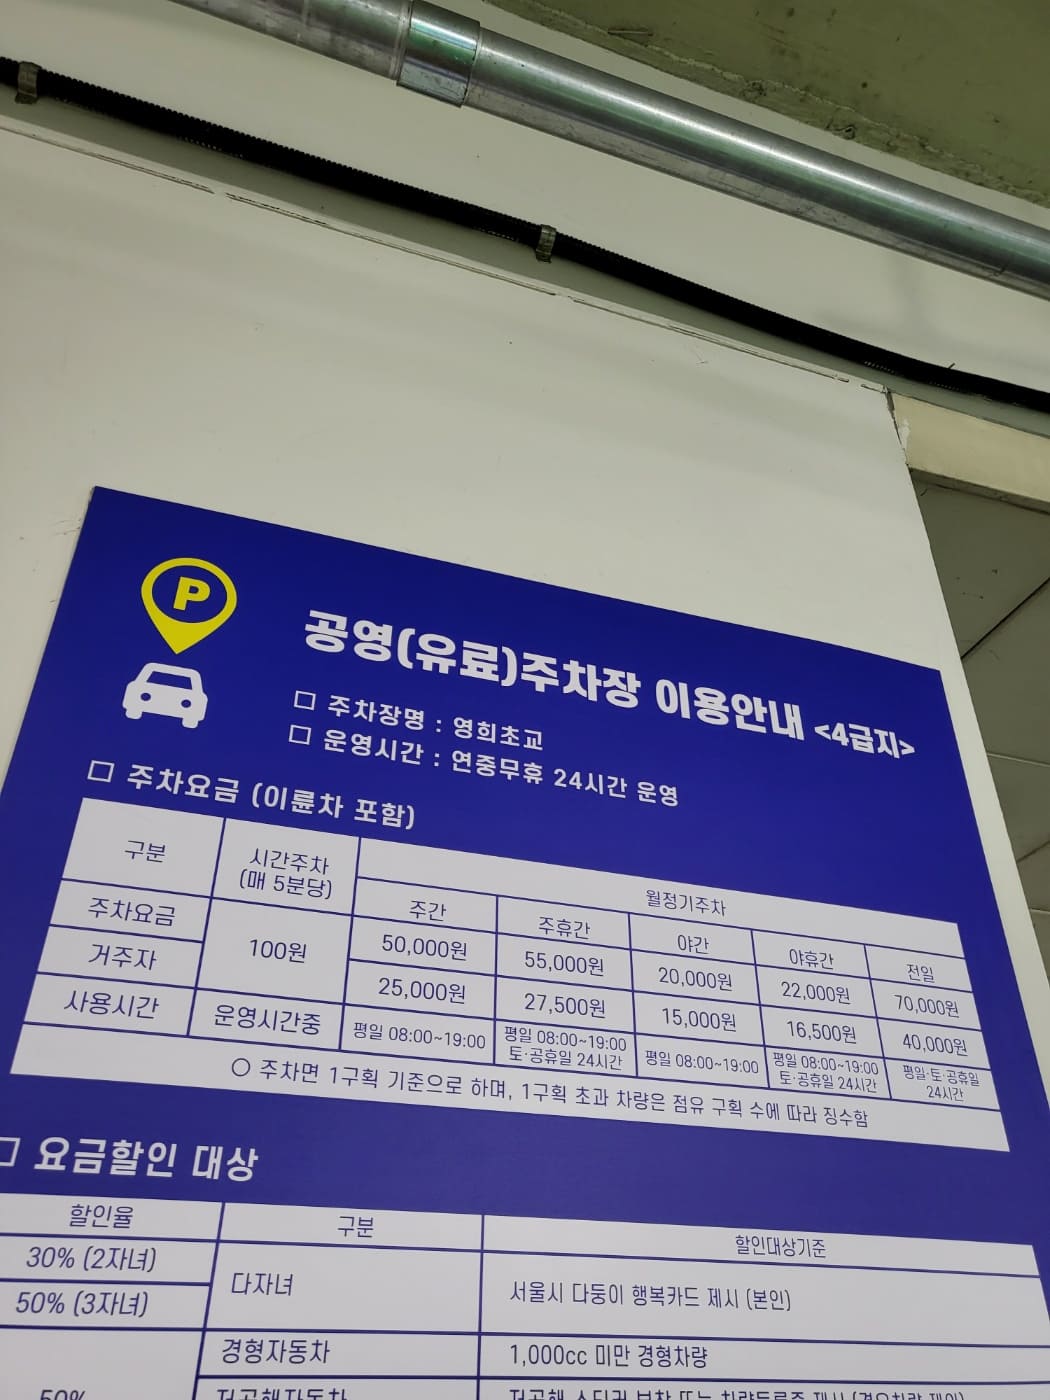 P
공영(유료)주차장 이용안내 <4급지>
□ 주차장명 : 영희초교
□ 운영시간 : 연중무휴 24시간 운영
□ 주차요금 (이륜차 포함)
구분 시간주차 (매 5분당) 월정기주차
주간 주휴간 야간 야휴간 전일
주차요금 100원 50,000원 55,000원 20,000원 22,000원 70,000원
거주자 25,000원 27,500원 15,000원 16,500원 40,000원
사용시간 운영시간중 평일 08:00~19:00 평일 08:00~19:00 토·공휴일 24시간 평일 08:00~19:00 평일 08:00~19:00 토·공휴일 24시간 평일·토·공휴일 24시간
○ 주차면 1구획 기준으로 하며, 1구획 초과 차량은 점유 구획 수에 따라 징수함
□ 요금할인 대상
할인율 구분 할인대상기준
30% (2자녀) 다자녀 서울시 다둥이 행복카드 제시 (본인)
50% (3자녀)
경형자동차 1,000cc 미만 경형차량
50% 저공해자동차